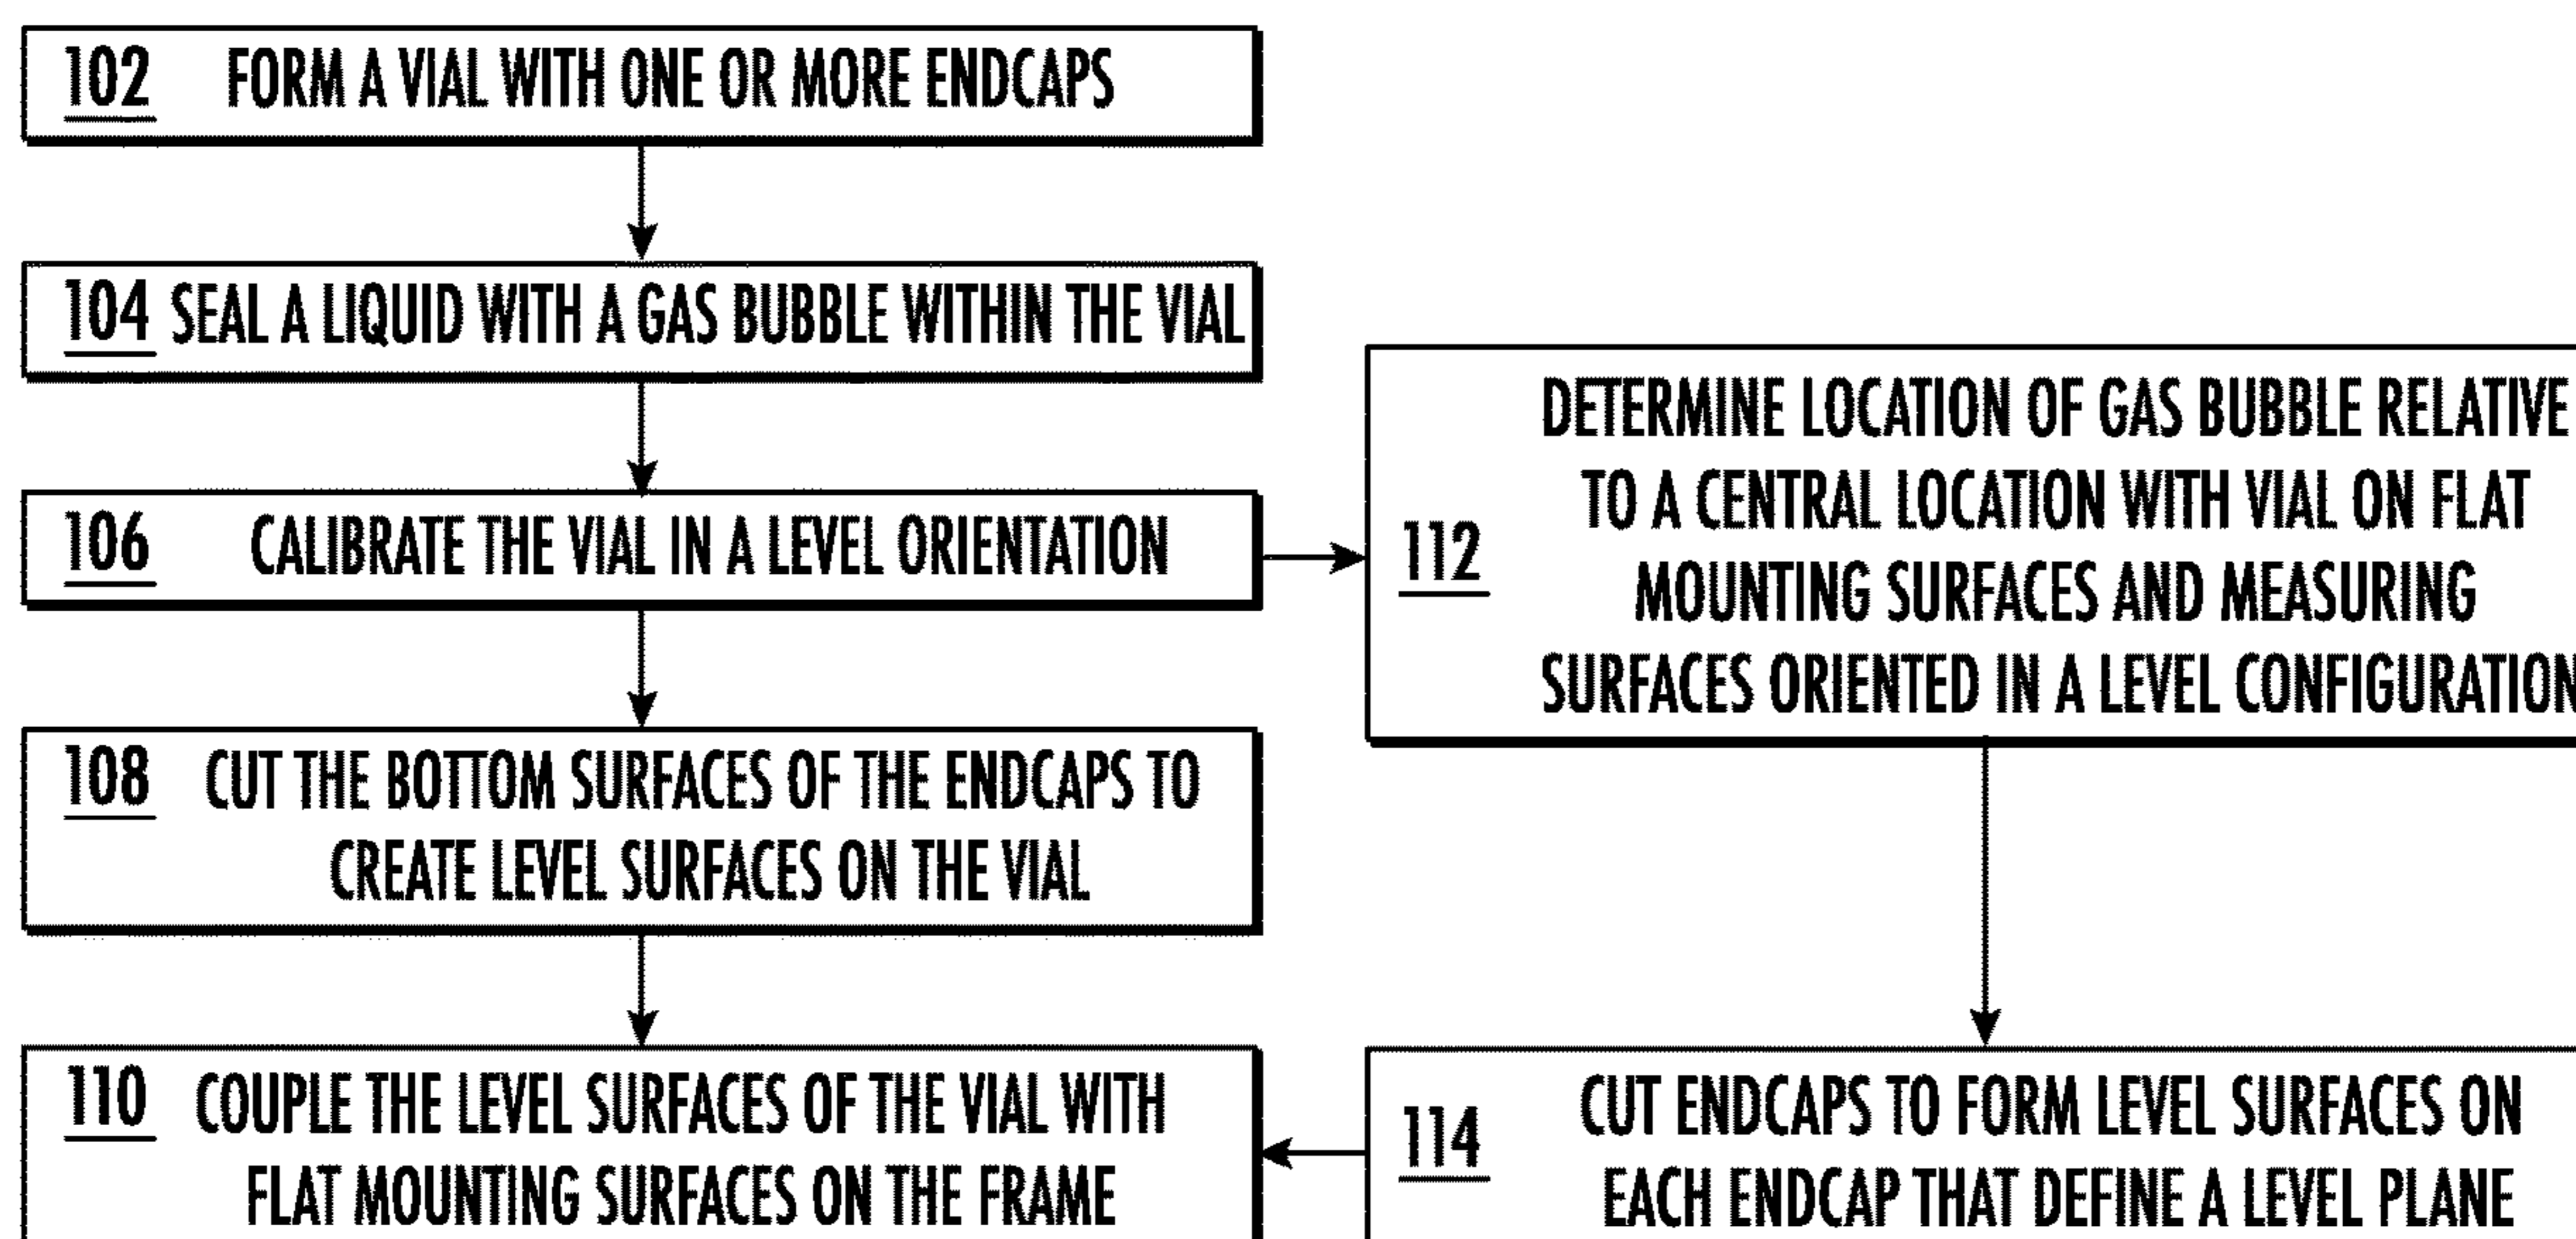 102 FORM A VIAL WITH ONE OR MORE ENDCAPS
104 SEAL A LIQUID WITH A GAS BUBBLE WITHIN THE VIAL
106 CALIBRATE THE VIAL IN A LEVEL ORIENTATION
108 CUT THE BOTTOM SURFACES OF THE ENDCAPS TO
CREATE LEVEL SURFACES ON THE VIAL
110 COUPLE THE LEVEL SURFACES OF THE VIAL WITH
FLAT MOUNTING SURFACES ON THE FRAME
DETERMINE LOCATION OF GAS BUBBLE RELATIVE
TO A CENTRAL LOCATION WITH VIAL ON FLAT
112 MOUNTING SURFACES AND MEASURING
SURFACES ORIENTED IN A LEVEL CONFIGURATION
114 CUT ENDCAPS TO FORM LEVEL SURFACES ON
EACH ENDCAP THAT DEFINE A LEVEL PLANE